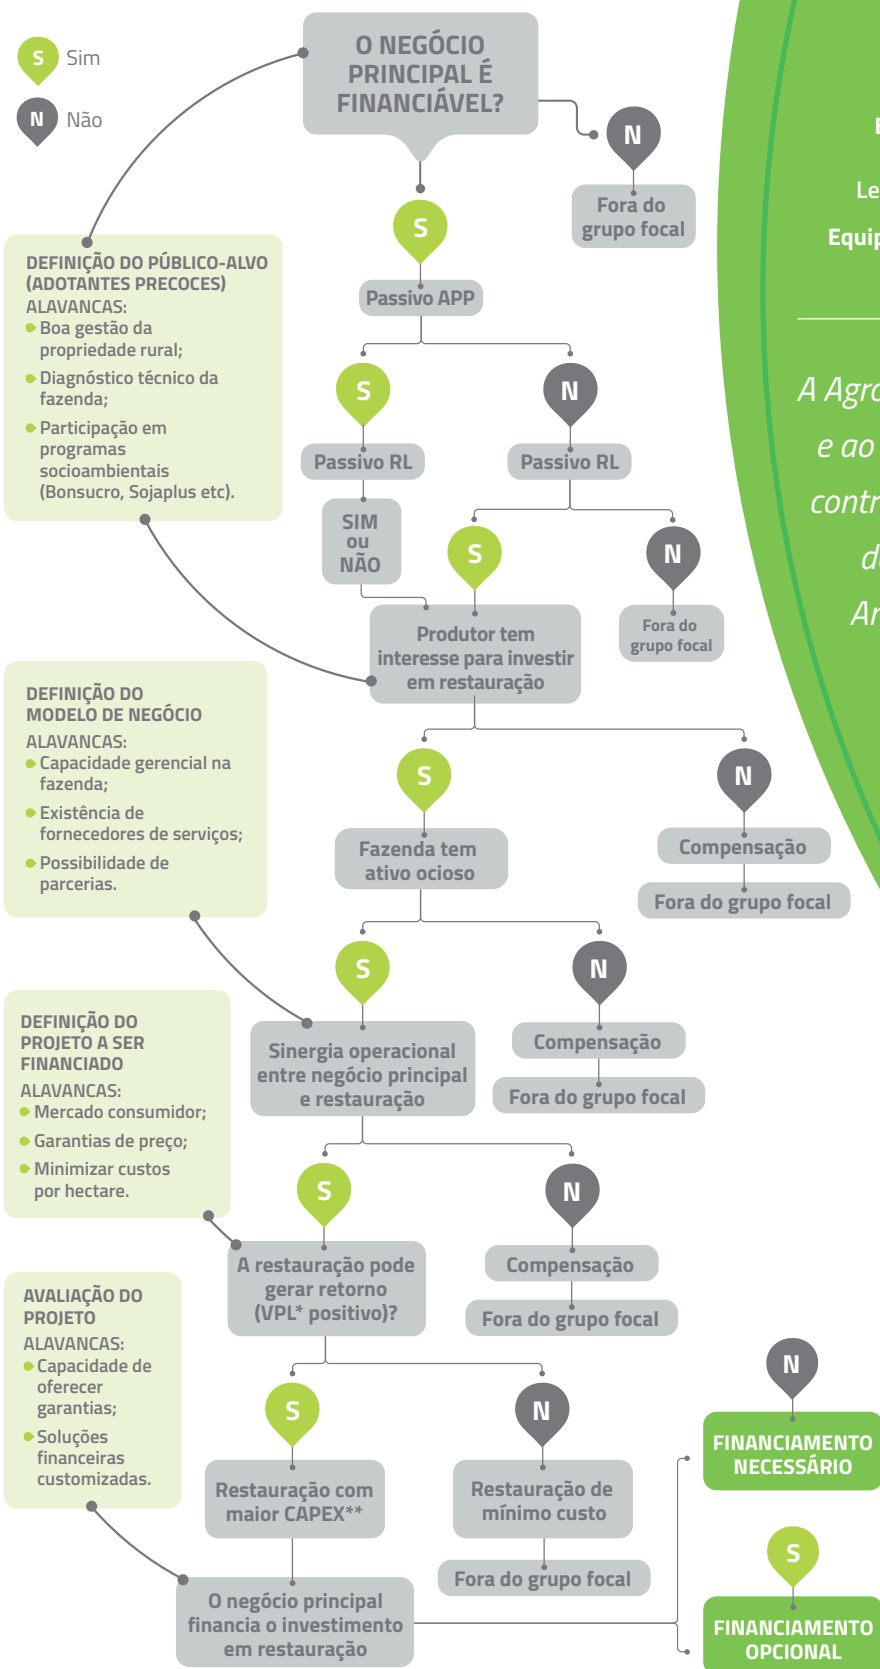 S Sim
N Não
O NEGÓCIO
PRINCIPAL É
FINANCIÁVEL?
N
Fora do
grupo focal
S
Passivo APP
DEFINIÇÃO DO PÚBLICO-ALVO
(ADOTANTES PRECOCES)
ALAVANCAS:
Boa gestão da
propriedade rural;
Diagnóstico técnico da
fazenda;
Participação em
programas
socioambientais
(Bonsucro, Sojaplus etc).
S
Passivo RL
SIM
ou
NÃO
N
Passivo RL
S
N
Fora do
grupo focal
Produtor tem
interesse para investir
em restauração
DEFINIÇÃO DO
MODELO DE NEGÓCIO
ALAVANCAS:
Capacidade gerencial na
fazenda;
Existência de
fornecedores de serviços;
Possibilidade de
parcerias.
S
Fazenda tem
ativo ocioso
N
Compensação
Fora do grupo focal
S
Sinergia operacional
entre negócio principal
e restauração
N
Compensação
Fora do grupo focal
DEFINIÇÃO DO
PROJETO A SER
FINANCIADO
ALAVANCAS:
Mercado consumidor;
Garantias de preço;
Minimizar custos
por hectare.
S
A restauração pode
gerar retorno
(VPL* positivo)?
N
Compensação
Fora do grupo focal
AVALIAÇÃO DO
PROJETO
ALAVANCAS:
Capacidade de
oferecer
garantias;
Soluções
financeiras
customizadas.
S
Restauração com
maior CAPEX**
N
Restauração de
mínimo custo
Fora do grupo focal
O negócio principal
financia o investimento
em restauração
N
FINANCIAMENTO
NECESSÁRIO
S
FINANCIAMENTO
OPCIONAL
Le
Equip
A Agro
e ao
contr
d
Ar